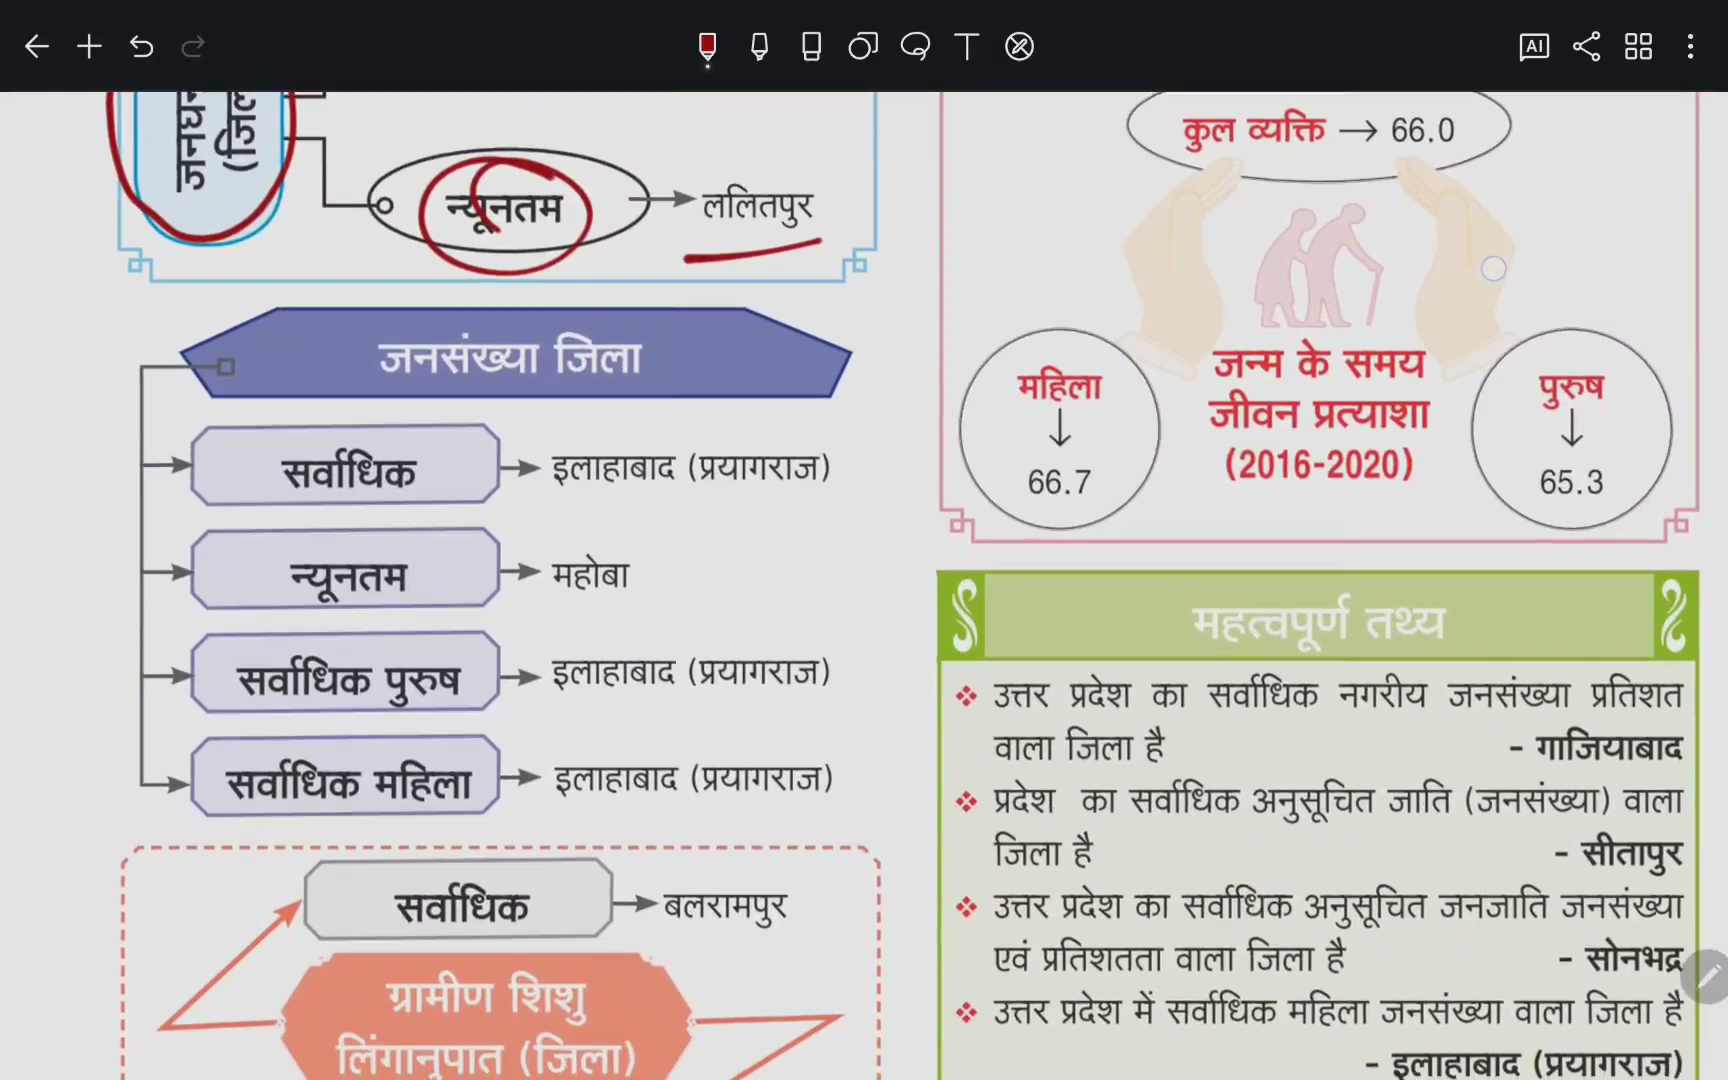 जनघन
(जिल
न्यूनतम
ललितपुर
जनसंख्या जिला
सर्वाधिक
इलाहाबाद (प्रयागराज)
न्यूनतम
महोबा
सर्वाधिक पुरुष
इलाहाबाद (प्रयागराज)
सर्वाधिक महिला
इलाहाबाद (प्रयागराज)
सर्वाधिक
बलरामपुर
ग्रामीण शिशु
लिंगानुपात (जिला)
कुल व्यक्ति → 66.0
महिला
↓
66.7
जन्म के समय
जीवन प्रत्याशा
(2016-2020)
पुरुष
↓
65.3
महत्वपूर्ण तथ्य
❖ उत्तर प्रदेश का सर्वाधिक नगरीय जनसंख्या प्रतिशत
वाला जिला है - गाजियाबाद
❖ प्रदेश का सर्वाधिक अनुसूचित जाति (जनसंख्या) वाला
जिला है - सीतापुर
❖ उत्तर प्रदेश का सर्वाधिक अनुसूचित जनजाति जनसंख्या
एवं प्रतिशतता वाला जिला है - सोनभद्र
❖ उत्तर प्रदेश में सर्वाधिक महिला जनसंख्या वाला जिला है
- इलाहाबाद (प्रयागराज)
T
AI